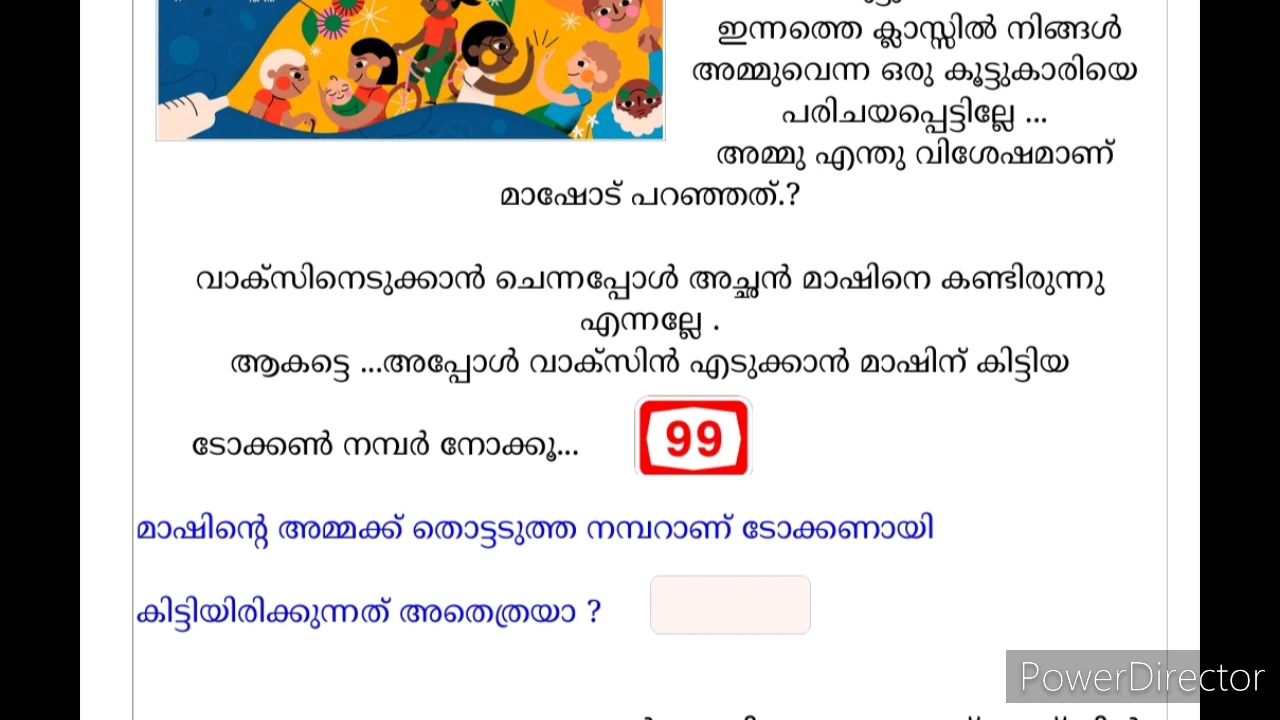 ഇന്നത്തെ ക്ലാസ്സിൽ നിങ്ങൾ
അമ്മുവെന്ന ഒരു കൂട്ടുകാരിയെ
പരിചയപ്പെട്ടില്ലേ ...
അമ്മു എന്തു വിശേഷമാണ്
മാഷോട് പറഞ്ഞത്.?
വാക്സിനെടുക്കാൻ ചെന്നപ്പോൾ അച്ഛൻ മാഷിനെ കണ്ടിരുന്നു
എന്നല്ലേ .
ആകട്ടെ ...അപ്പോൾ വാക്സിൻ എടുക്കാൻ മാഷിന് കിട്ടിയ
ടോക്കൺ നമ്പർ നോക്കൂ... 99
മാഷിന്റെ അമ്മക്ക് തൊട്ടടുത്ത നമ്പറാണ് ടോക്കണായി
കിട്ടിയിരിക്കുന്നത് അതെത്രയാ ?
PowerDirector